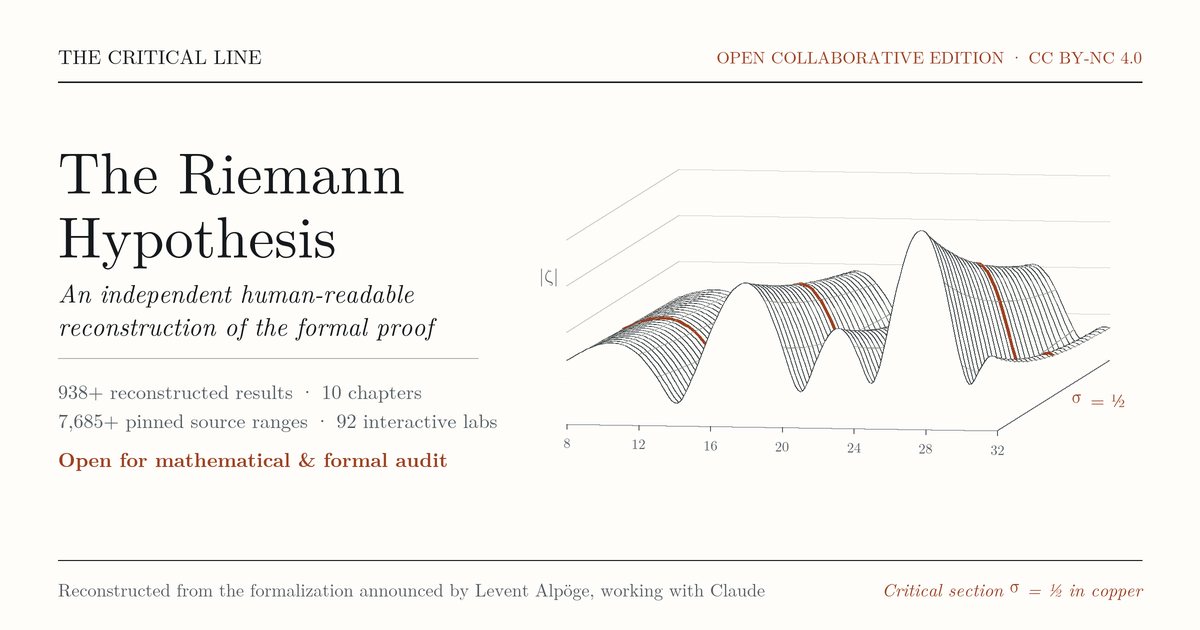 THE CRITICAL LINE
OPEN COLLABORATIVE EDITION · CC BY-NC 4.0
The Riemann
Hypothesis
An independent human-readable
reconstruction of the formal proof
938+ reconstructed results · 10 chapters
7,685+ pinned source ranges · 92 interactive labs
Open for mathematical & formal audit
|ζ|
σ = ½
8 12 16 20 24 28 32
Reconstructed from the formalization announced by Levent Alpöge, working with Claude
Critical section σ = ½ in copper